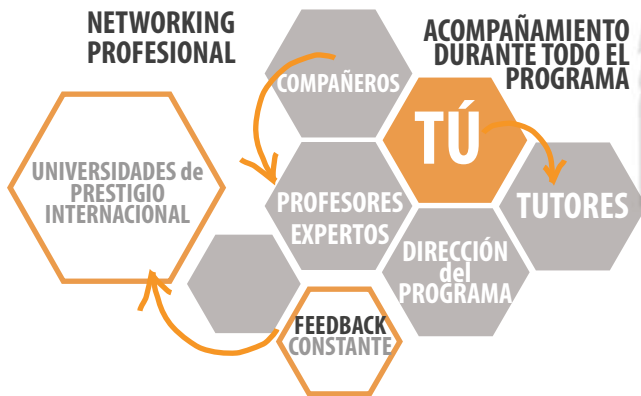 NETWORKING
PROFESIONAL
ACOMPAÑAMIENTO
DURANTE TODO EL
PROGRAMA
COMPAÑEROS
TÚ
UNIVERSIDADES de
PRESTIGIO
INTERNACIONAL
PROFESORES
EXPERTOS
TUTORES
DIRECCIÓN
del
PROGRAMA
FEEDBACK
CONSTANTE